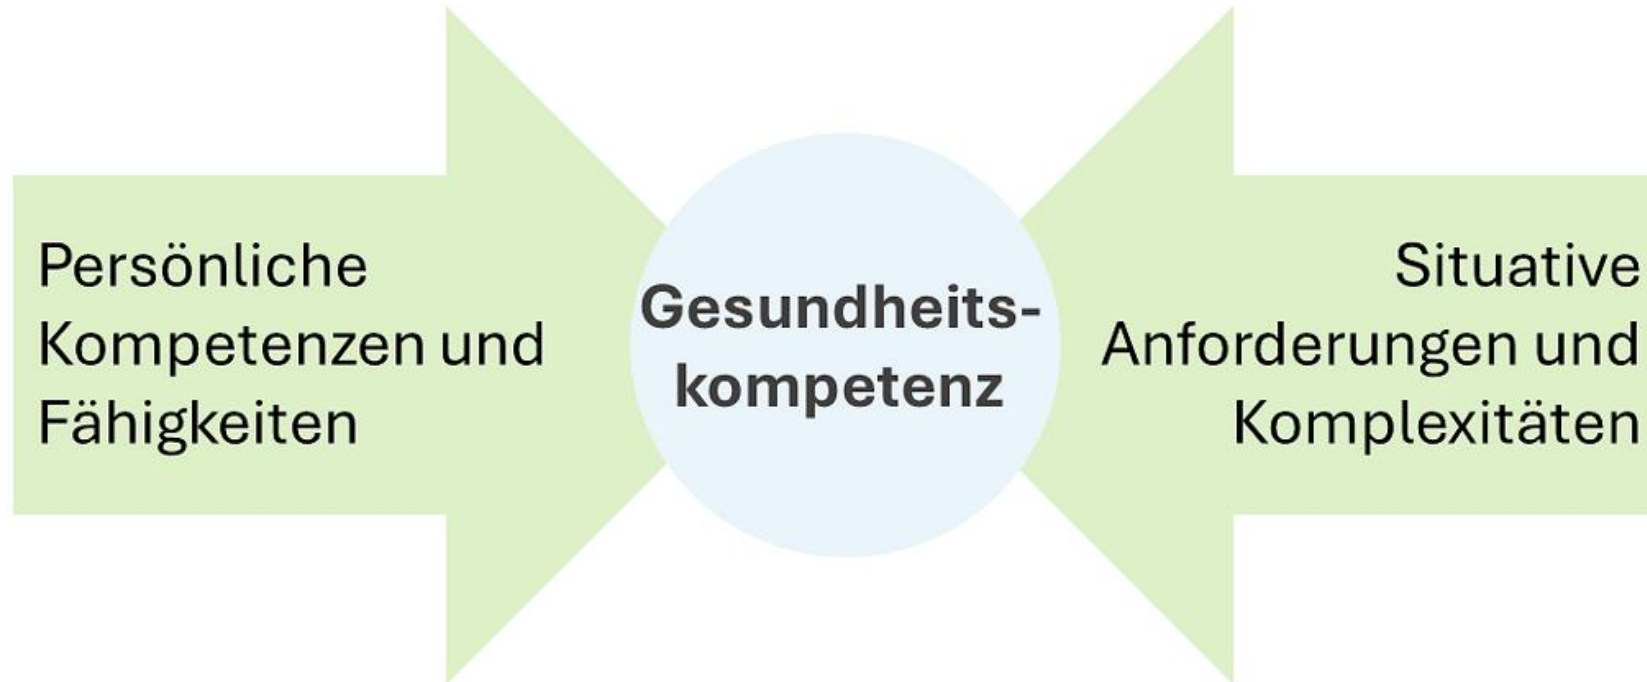 Persönliche
Kompetenzen und
Fähigkeiten
Gesundheits-
kompetenz
Situative
Anforderungen und
Komplexitäten